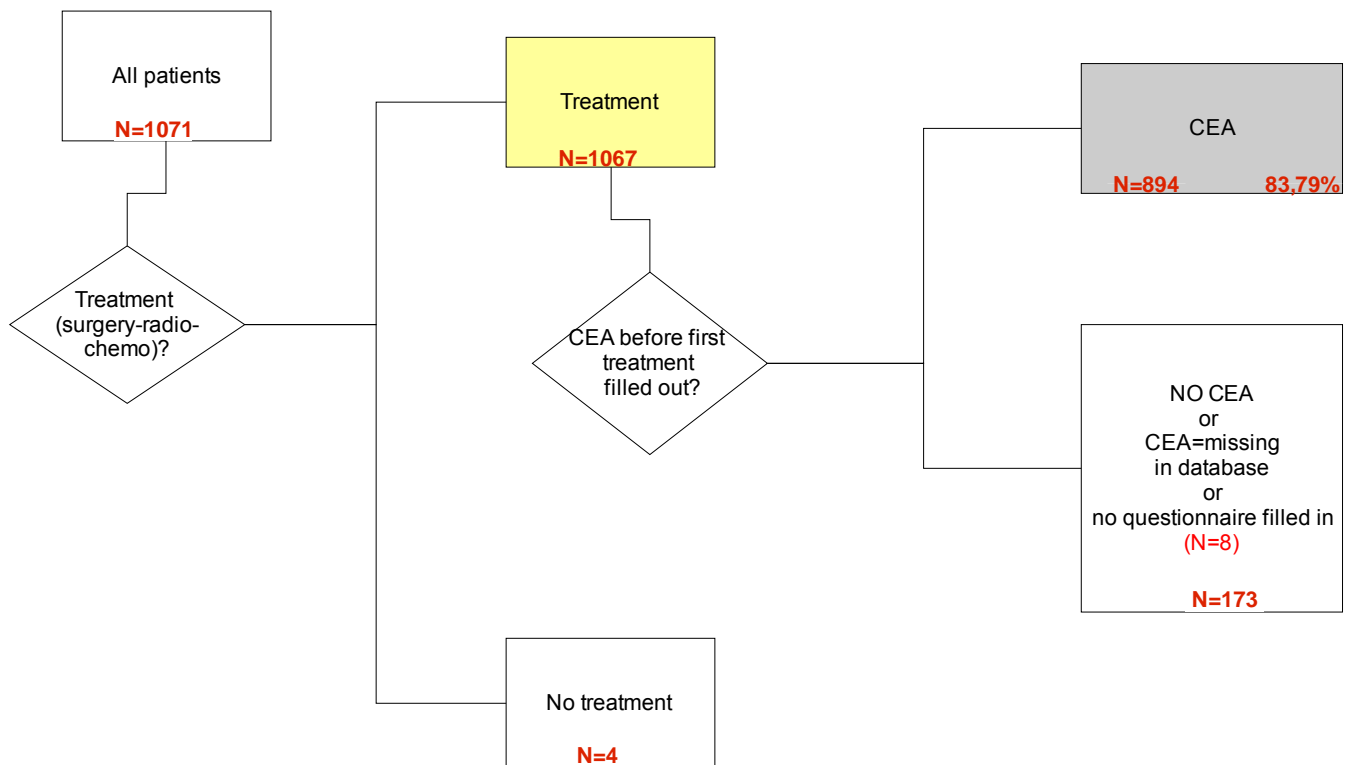 All patients
N=1071
Treatment
(surgery-radio-
chemo)?
Treatment
N=1067
CEA before first
treatment
filled out?
CEA
N=894 83,79%
NO CEA
or
CEA=missing
in database
or
no questionnaire filled in
(N=8)
N=173
No treatment
N=4